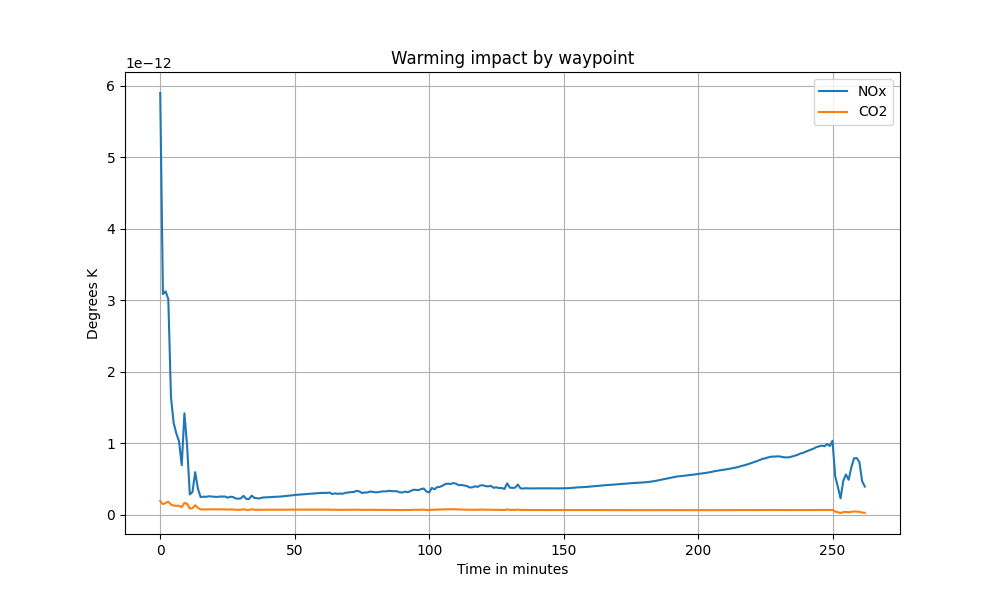 Warming impact by waypoint
1e−12
NOx
CO2
6
5
4
3
2
1
0
Degrees K
0 50 100 150 200 250
Time in minutes